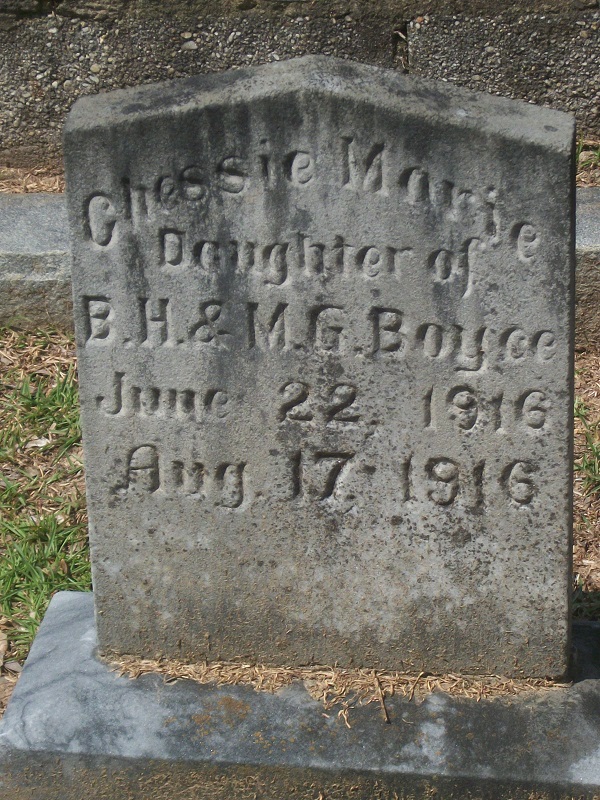 Chessie Marie
Daughter of
B.H. & M.G. Boyce
June 22, 1916
Aug. 17, 1916